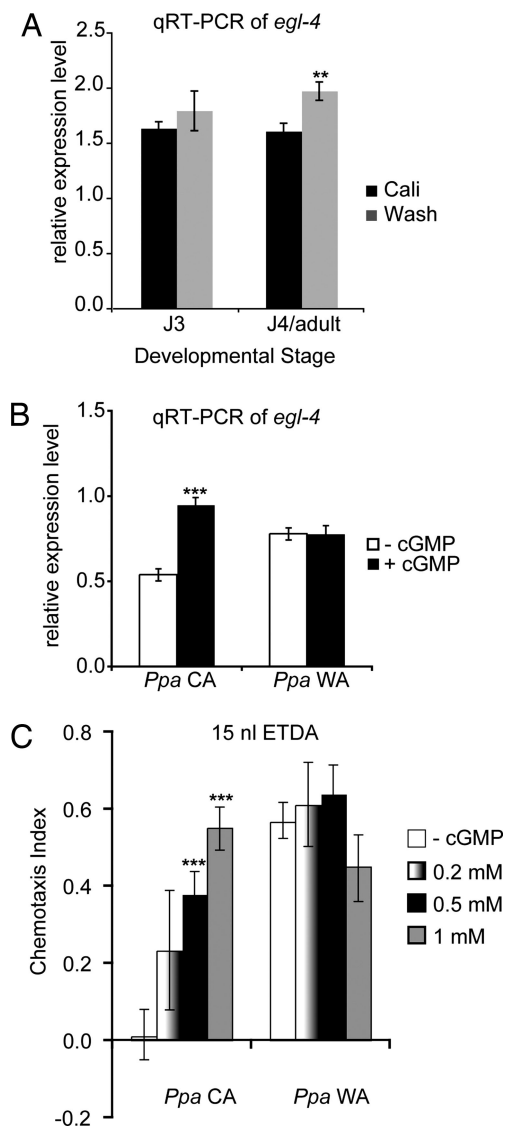 A
qRT-PCR of egl-4
relative expression level
2.5
2.0
1.5
1.0
0.5
0.0
**
J3
J4/adult
Developmental Stage
Cali
Wash
B
qRT-PCR of egl-4
relative expression level
1.5
1.0
0.5
0.0
***
Ppa CA
Ppa WA
- cGMP
+ cGMP
C
15 nl ETDA
Chemotaxis Index
0.8
0.6
0.4
0.2
0.0
-0.2
***
***
Ppa CA
Ppa WA
- cGMP
0.2 mM
0.5 mM
1 mM